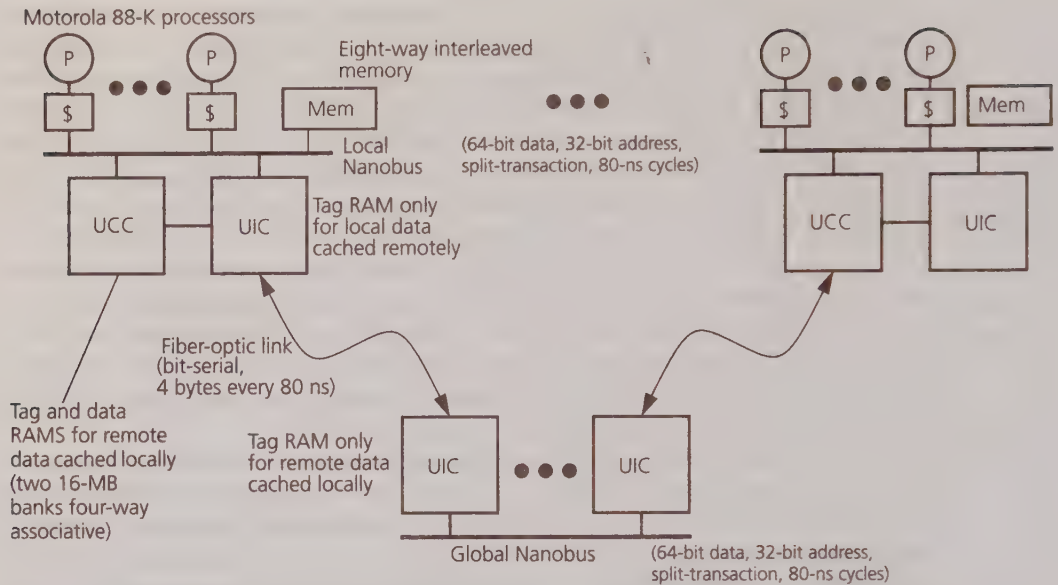 Motorola 88-K processors
P
P
Eight-way interleaved
memory
$
$
Mem
Local
Nanobus
(64-bit data, 32-bit address,
split-transaction, 80-ns cycles)
P
P
$
$
Mem
UCC
UIC
Tag RAM only
for local data
cached remotely
UCC
UIC
Fiber-optic link
(bit-serial,
4 bytes every 80 ns)
Tag and data
RAMS for remote
data cached locally
(two 16-MB
banks four-way
associative)
Tag RAM only
for remote data
cached locally
UIC
UIC
Global Nanobus
(64-bit data, 32-bit address,
split-transaction, 80-ns cycles)